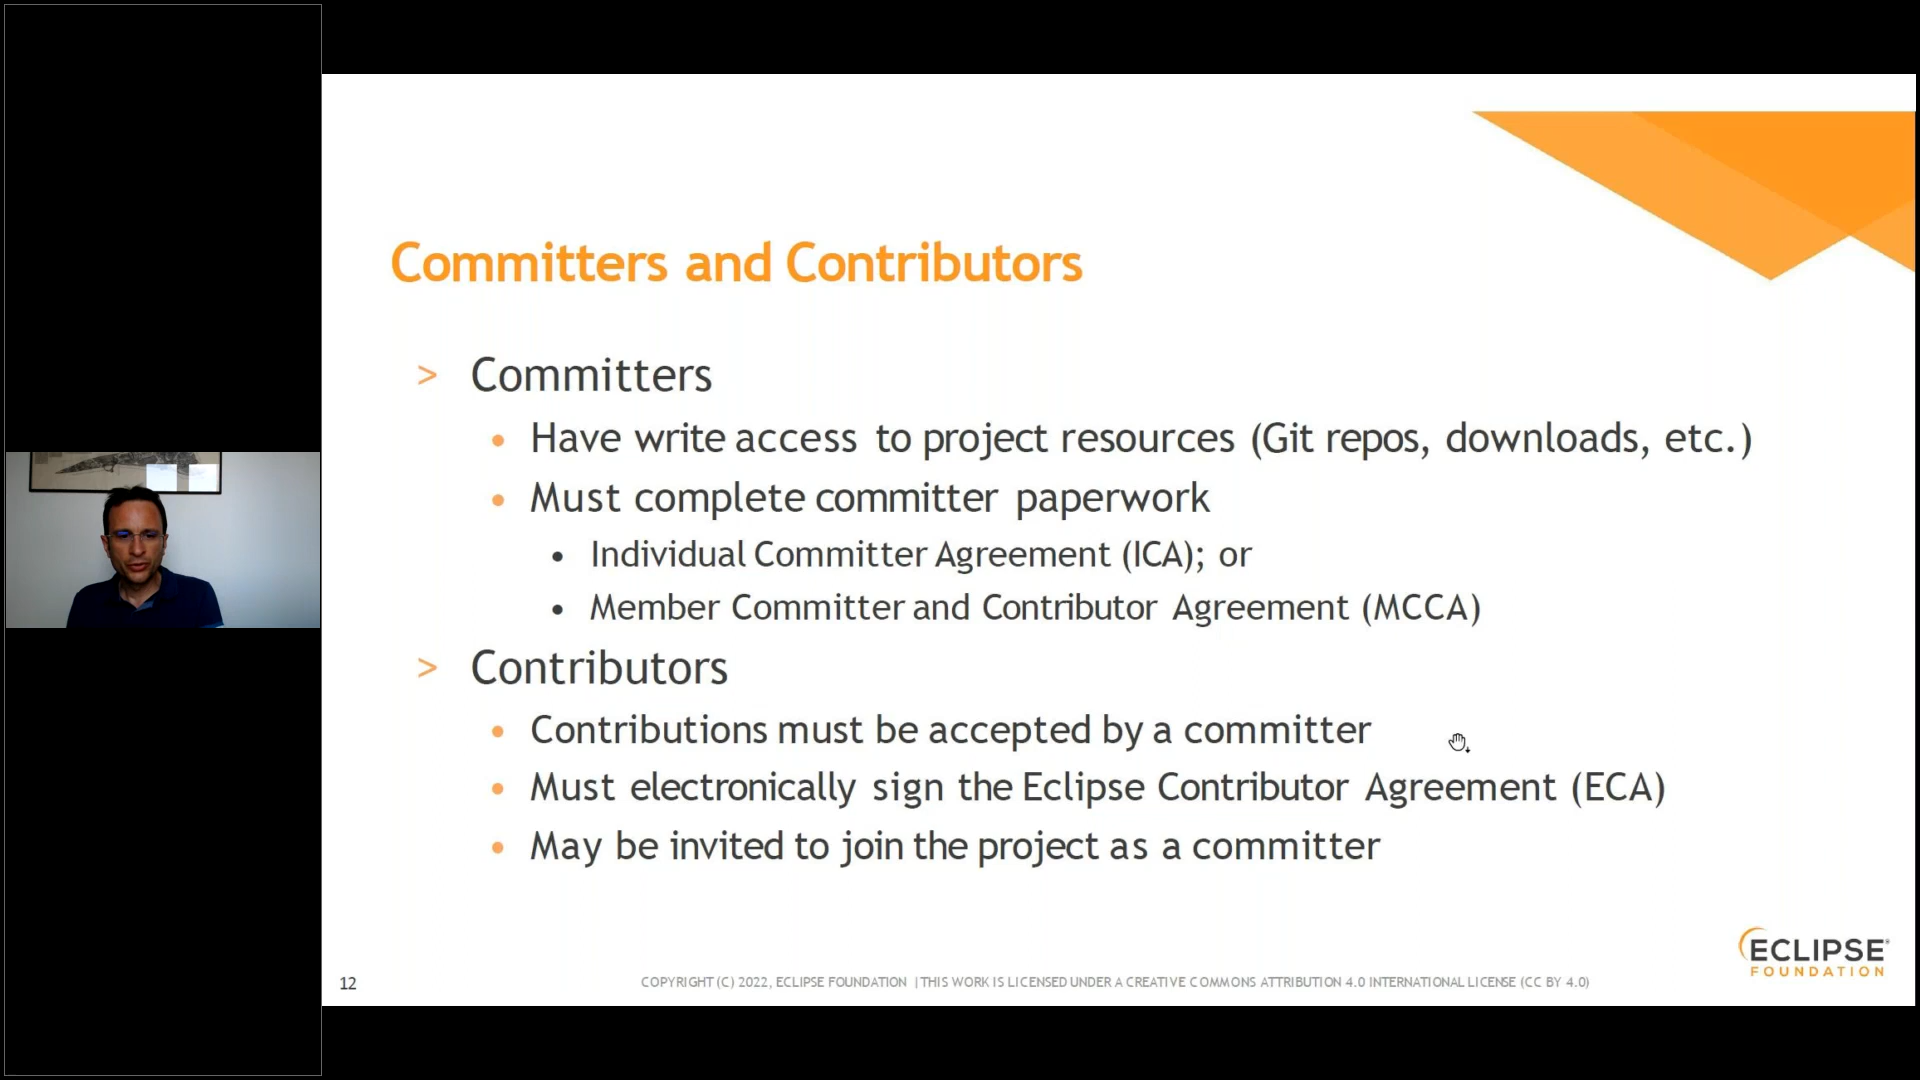 Committers and Contributors
> Committers
• Have write access to project resources (Git repos, downloads, etc.)
• Must complete committer paperwork
• Individual Committer Agreement (ICA); or
• Member Committer and Contributor Agreement (MCCA)
> Contributors
• Contributions must be accepted by a committer
• Must electronically sign the Eclipse Contributor Agreement (ECA)
• May be invited to join the project as a committer
ECLIPSE®
FOUNDATION
12
COPYRIGHT (C) 2022, ECLIPSE FOUNDATION | THIS WORK IS LICENSED UNDER A CREATIVE COMMONS ATTRIBUTION 4.0 INTERNATIONAL LICENSE (CC BY 4.0)